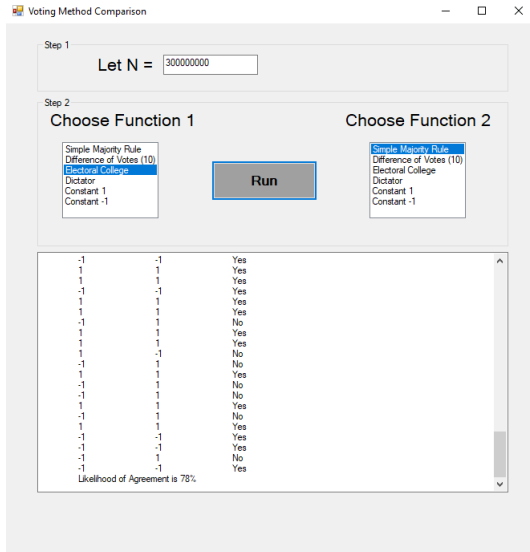 Voting Method Comparison
Step 1
Let N = 300000000
Step 2
Choose Function 1
Choose Function 2
Simple Majority Rule
Difference of Votes (10)
Electoral College
Dictator
Constant 1
Constant -1
Run
Simple Majority Rule
Difference of Votes (10)
Electoral College
Dictator
Constant 1
Constant -1
-1 -1 Yes
1 1 Yes
1 1 Yes
-1 -1 Yes
1 1 Yes
1 1 Yes
-1 1 No
1 1 Yes
1 1 Yes
1 -1 No
-1 1 No
1 1 Yes
-1 1 No
-1 1 No
1 1 Yes
-1 1 No
1 1 Yes
-1 -1 Yes
-1 -1 Yes
-1 1 No
-1 -1 Yes
Likelihood of Agreement is 78%